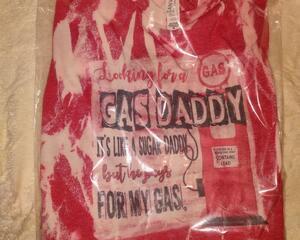 Looking for a
GAS
GAS DADDY
IT'S LIKE A SUGAR DADDY
but he pays
FOR MY GAS.
CONTAINS
LEAD